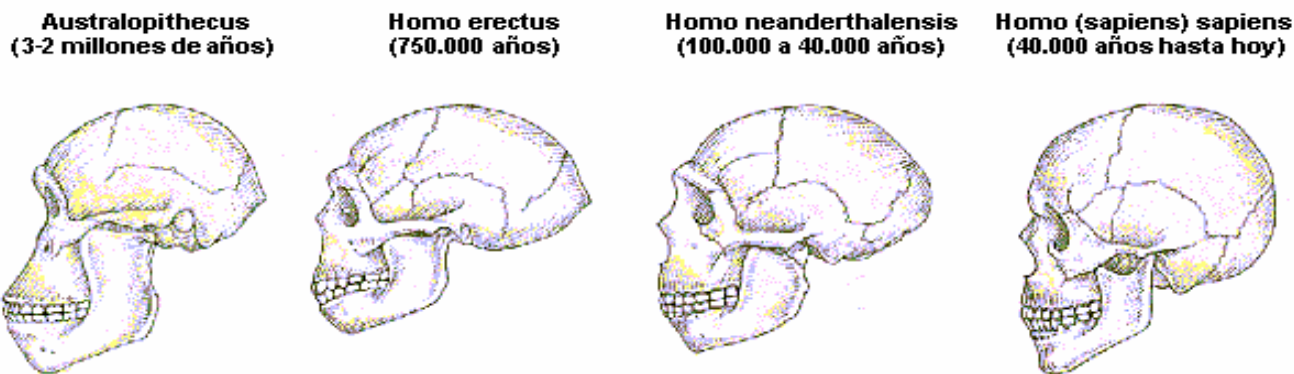 Australopithecus
(3-2 millones de años)
Homo erectus
(750.000 años)
Homo neanderthalensis
(100.000 a 40.000 años)
Homo (sapiens) sapiens
(40.000 años hasta hoy)